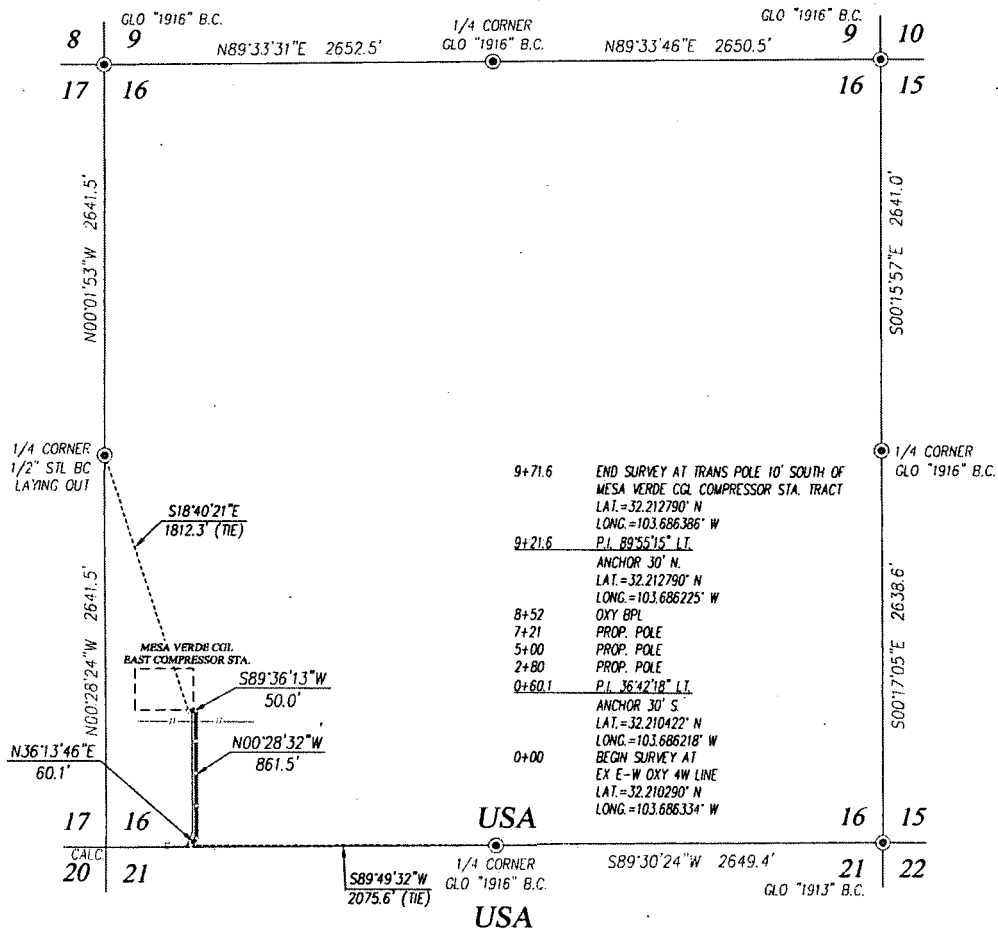 GLO "1916" B.C.
1/4 CORNER
GLO "1916" B.C.
GLO "1916" B.C.
8 9
N89°33'31"E 2652.5'
N89°33'46"E 2650.5'
9 10
17 16
16 15
N00°01'53"W 2641.5'
S00°15'57"E 2641.0'
1/4 CORNER
1/2" STL BC
LAYING OUT
1/4 CORNER
GLO "1916" B.C.
S18°40'21"E
1812.3' (TIE)
N00°28'24"W 2641.5'
S00°17'05"E 2638.6'
MESA VERDE CGL
EAST COMPRESSOR STA.
S89°36'13"W
50.0'
N00°28'32"W
861.5'
N36°13'46"E
60.1'
9+71.6 END SURVEY AT TRANS POLE 10' SOUTH OF
MESA VERDE CGL COMPRESSOR STA. TRACT
LAT.=32.212790° N
LONG.=103.686386° W
9+21.6 P.I. 89°55'15" LT.
ANCHOR 30' N.
LAT.=32.212790° N
LONG.=103.686225° W
8+52 OXY BPL
7+21 PROP. POLE
5+00 PROP. POLE
2+80 PROP. POLE
0+60.1 P.I. 36°42'18" LT.
ANCHOR 30' S.
LAT.=32.210422° N
LONG.=103.686218° W
0+00 BEGIN SURVEY AT
EX E-W OXY 4W LINE
LAT.=32.210290° N
LONG.=103.686334° W
17 16
USA
16 15
CALC
20 21
S89°49'32"W
2075.6' (TIE)
1/4 CORNER
GLO "1916" B.C.
S89°30'24"W 2649.4'
21 22
GLO "1913" B.C.
USA